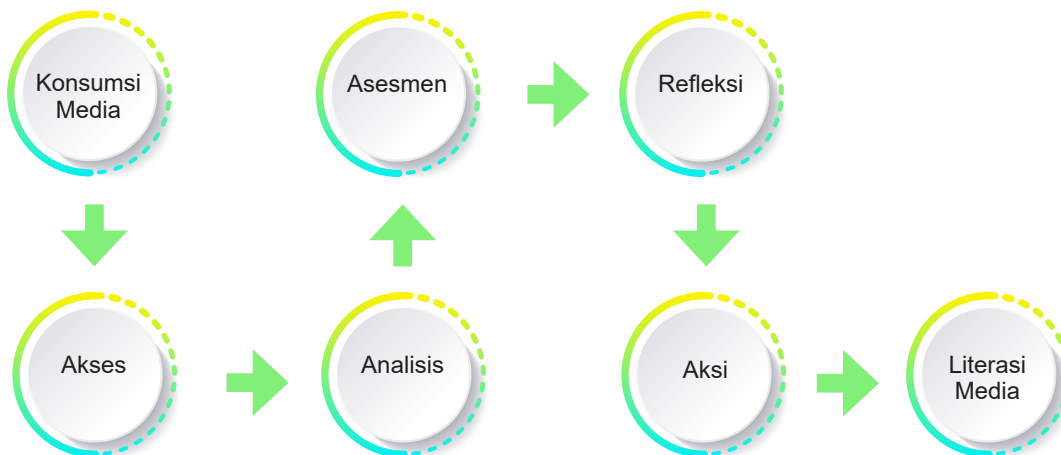 Konsumsi
Media
Akses
Analisis
Asesmen
Refleksi
Aksi
Literasi
Media